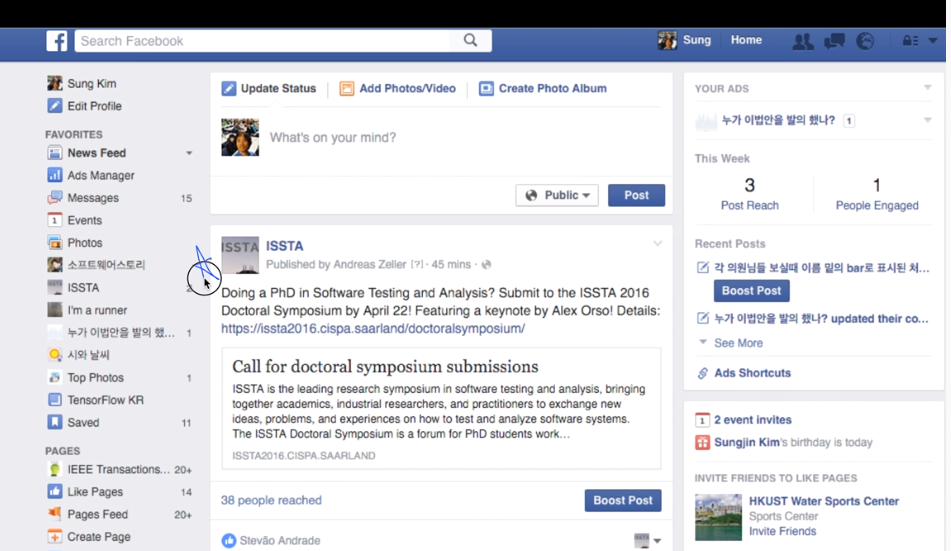 Search Facebook
Sung
Home
Sung Kim
Edit Profile
FAVORITES
News Feed
Ads Manager
Messages 15
Events
Photos
소프트웨어스토리
ISSTA 2
I'm a runner
누가 이법안을 발의 했... 1
시와 날씨
Top Photos 1
TensorFlow KR
Saved 11
PAGES
IEEE Transactions... 20+
Like Pages 14
Pages Feed 20+
Create Page
Update Status
Add Photos/Video
Create Photo Album
What's on your mind?
Public
Post
ISSTA
ISSTA
Published by Andreas Zeller [?] · 45 mins ·
Doing a PhD in Software Testing and Analysis? Submit to the ISSTA 2016
Doctoral Symposium by April 22! Featuring a keynote by Alex Orso! Details:
https://issta2016.cispa.saarland/doctoralsymposium/
Call for doctoral symposium submissions
ISSTA is the leading research symposium in software testing and analysis, bringing
together academics, industrial researchers, and practitioners to exchange new
ideas, problems, and experiences on how to test and analyze software systems.
The ISSTA Doctoral Symposium is a forum for PhD students work...
ISSTA2016.CISPA.SAARLAND
38 people reached
Boost Post
Stevão Andrade
YOUR ADS
누가 이법안을 발의 했나? 1
This Week
3
Post Reach
1
People Engaged
Recent Posts
각 의원님들 보실때 이름 밑의 bar로 표시된 처...
Boost Post
누가 이법안을 발의 했나? updated their co...
See More
Ads Shortcuts
1 2 event invites
Sungjin Kim's birthday is today
INVITE FRIENDS TO LIKE PAGES
HKUST Water Sports Center
Sports Center
Invite Friends